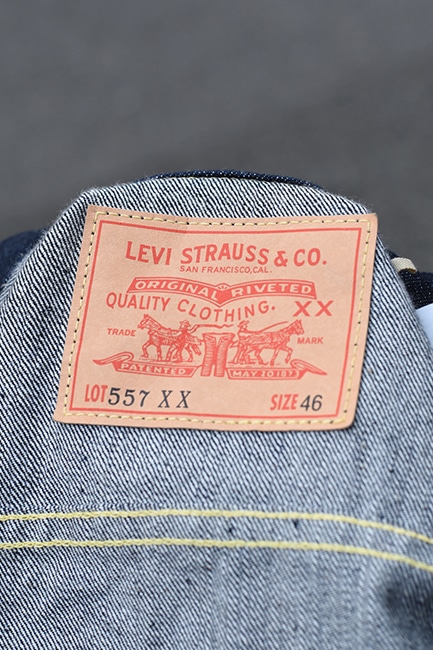 LEVI STRAUSS & CO.
SAN FRANCISCO, CAL.
ORIGINAL RIVETED
QUALITY CLOTHING. XX
TRADE MARK
PATENTED MAY 20 1873
LOT 557 XX SIZE 46